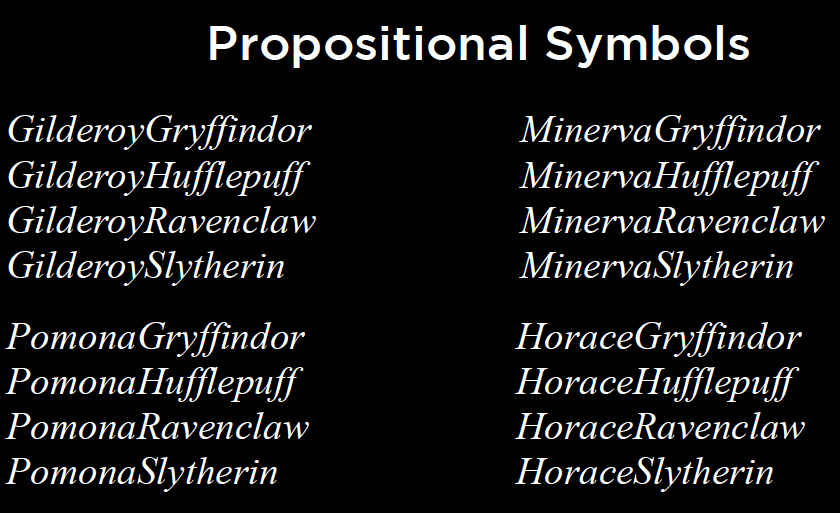 Propositional Symbols
GilderoyGryffindor
GilderoyHufflepuff
GilderoyRavenclaw
GilderoySlytherin
MinervaGryffindor
MinervaHufflepuff
MinervaRavenclaw
MinervaSlytherin
PomonaGryffindor
PomonaHufflepuff
PomonaRavenclaw
PomonaSlytherin
HoraceGryffindor
HoraceHufflepuff
HoraceRavenclaw
HoraceSlytherin